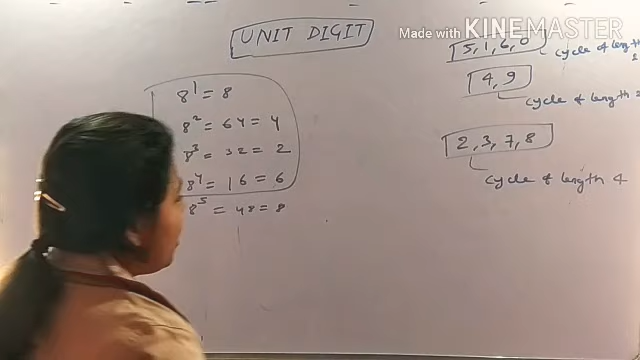 UNIT DIGIT
Made with KINEMASTER
8¹ = 8
8² = 64 = 4
8³ = 32 = 2
8⁴ = 16 = 6
8⁵ = 48 = 8
5, 1, 6, 0
cycle of length
1
4, 9
cycle of length 2
2, 3, 7, 8
cycle of length 4